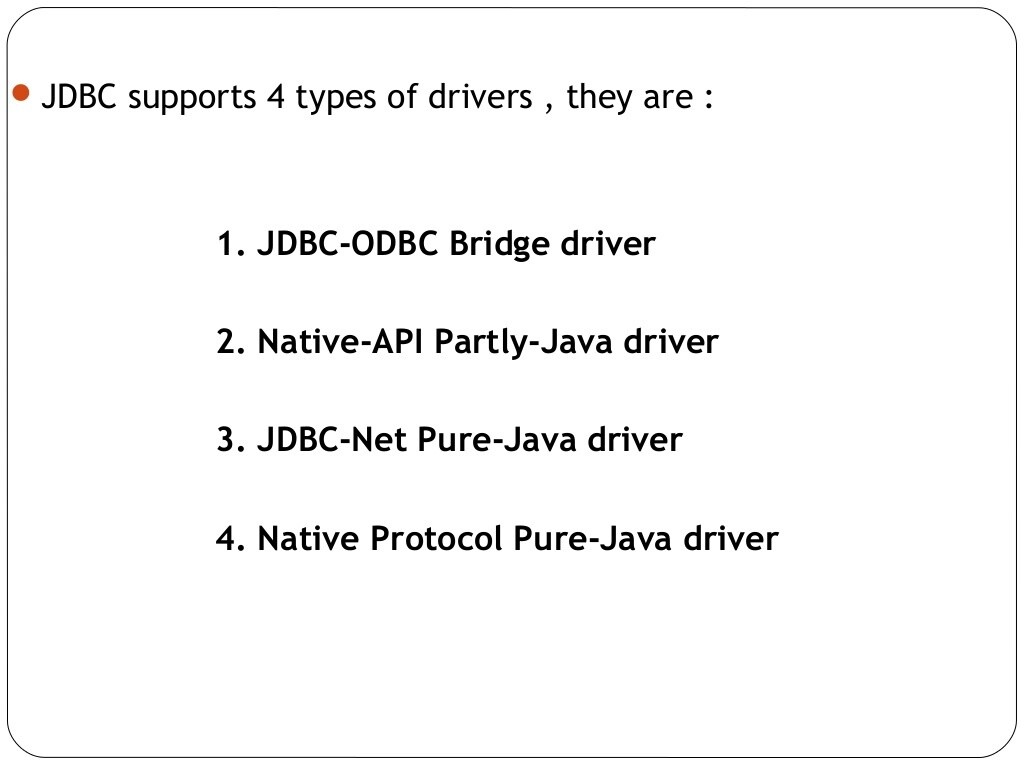 JDBC supports 4 types of drivers , they are :
1. JDBC-ODBC Bridge driver
2. Native-API Partly-Java driver
3. JDBC-Net Pure-Java driver
4. Native Protocol Pure-Java driver